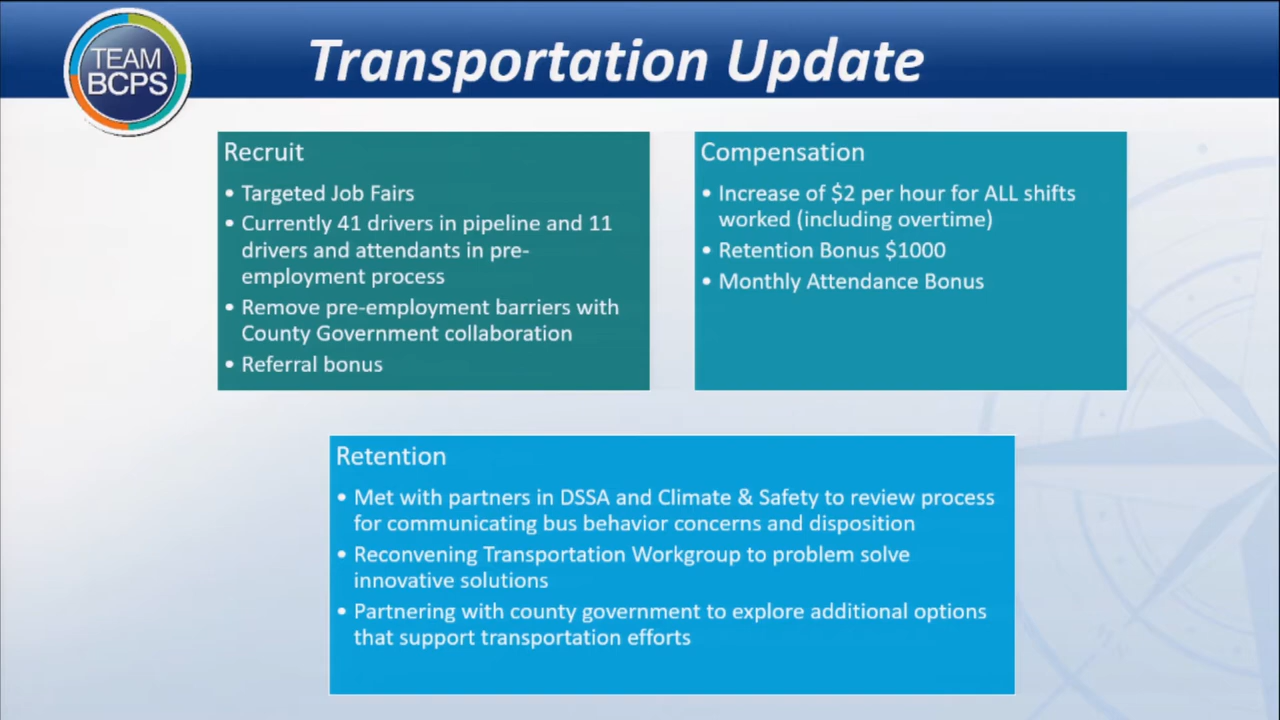 TEAM
BCPS
Transportation Update
Recruit
• Targeted Job Fairs
• Currently 41 drivers in pipeline and 11
drivers and attendants in pre-
employment process
• Remove pre-employment barriers with
County Government collaboration
• Referral bonus
Compensation
• Increase of $2 per hour for ALL shifts
worked (including overtime)
• Retention Bonus $1000
• Monthly Attendance Bonus
Retention
• Met with partners in DSSA and Climate & Safety to review process
for communicating bus behavior concerns and disposition
• Reconvening Transportation Workgroup to problem solve
innovative solutions
• Partnering with county government to explore additional options
that support transportation efforts